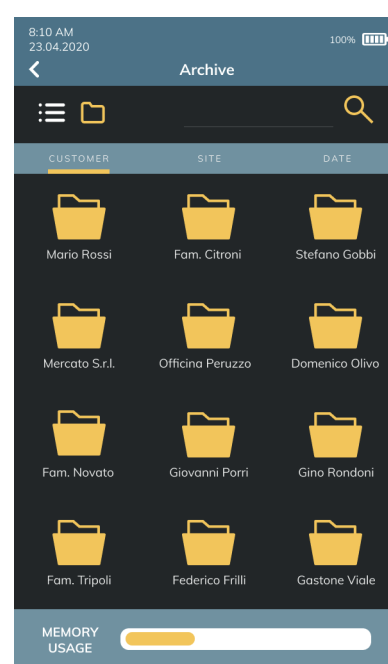 8:10 AM
23.04.2020
100%
Archive
CUSTOMER SITE DATE
Mario Rossi Fam. Citroni Stefano Gobbi
Mercato S.r.l. Officina Peruzzo Domenico Olivo
Fam. Novato Giovanni Porri Gino Rondoni
Fam. Tripoli Federico Frilli Gastone Viale
MEMORY
USAGE